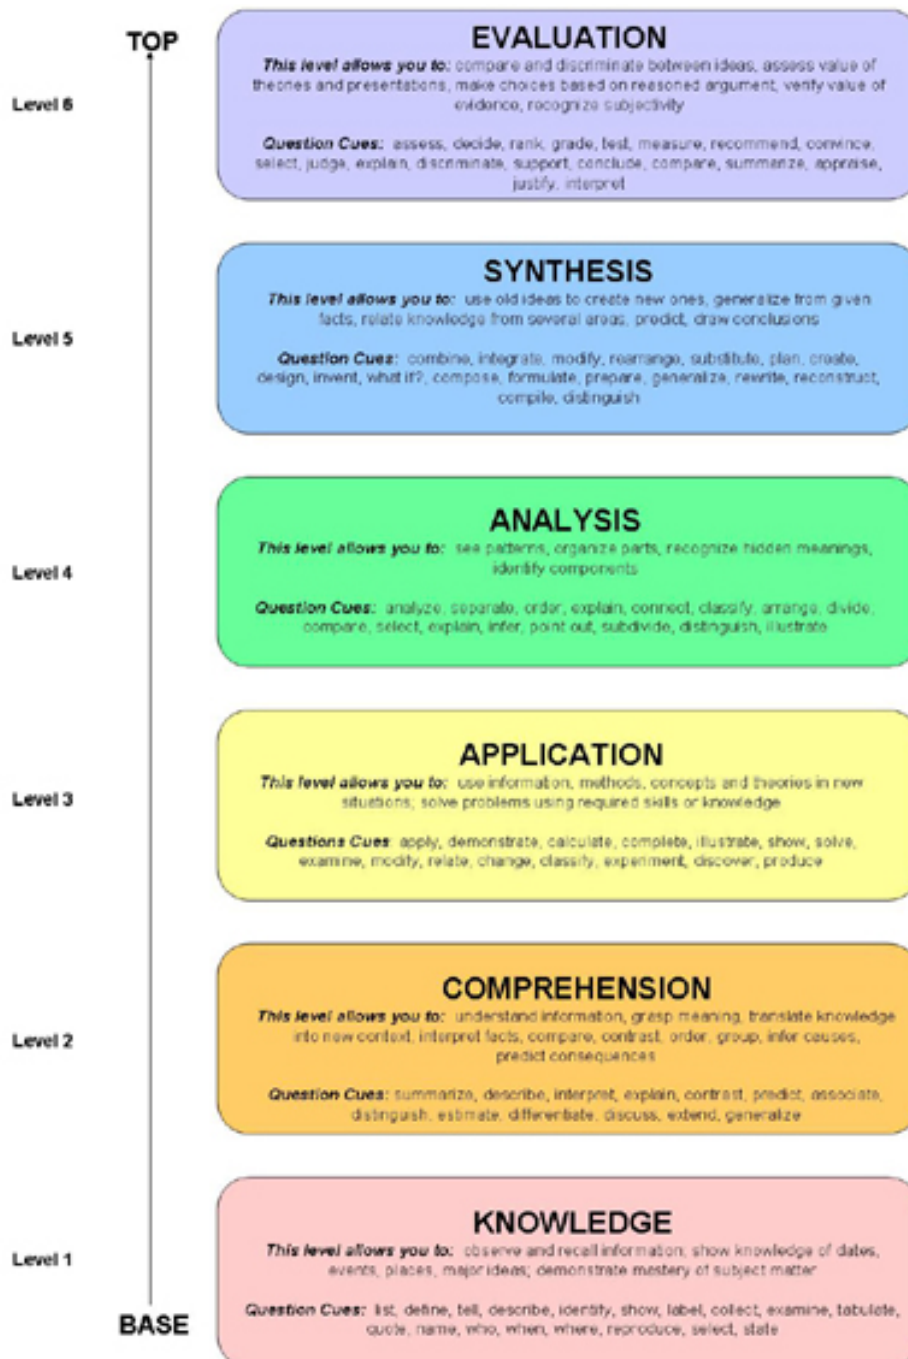 TOP
Level 6
EVALUATION
This level allows you to: compare and discriminate between ideas, assess value of
theories and presentations, make choices based on reasoned argument, verify value of
evidence, recognize subjectivity
Question Cues: assess, decide, rank, grade, test, measure, recommend, convince,
select, judge, explain, discriminate, support, conclude, compare, summarize, appraise,
justify, interpret
Level 5
SYNTHESIS
This level allows you to: use old ideas to create new ones, generalize from given
facts, relate knowledge from several areas, predict, draw conclusions
Question Cues: combine, integrate, modify, rearrange, substitute, plan, create,
design, invent, what if?, compose, formulate, prepare, generalize, rewrite, reconstruct,
compile, distinguish
Level 4
ANALYSIS
This level allows you to: see patterns, organize parts, recognize hidden meanings,
identify components
Question Cues: analyze, separate, order, explain, connect, classify, arrange, divide,
compare, select, explain, infer, point out, subdivide, distinguish, illustrate
Level 3
APPLICATION
This level allows you to: use information, methods, concepts and theories in new
situations; solve problems using required skills or knowledge
Questions Cues: apply, demonstrate, calculate, complete, illustrate, show, solve,
examine, modify, relate, change, classify, experiment, discover, produce
Level 2
COMPREHENSION
This level allows you to: understand information, grasp meaning, translate knowledge
into new context, interpret facts, compare, contrast, order, group, infer causes,
predict consequences
Question Cues: summarize, describe, interpret, explain, contrast, predict, associate,
distinguish, estimate, differentiate, discuss, extend, generalize
Level 1
KNOWLEDGE
This level allows you to: observe and recall information; show knowledge of dates,
events, places, major ideas; demonstrate mastery of subject matter
Question Cues: list, define, tell, describe, identify, show, label, collect, examine, tabulate,
quote, name, who, when, where, reproduce, select, state
BASE